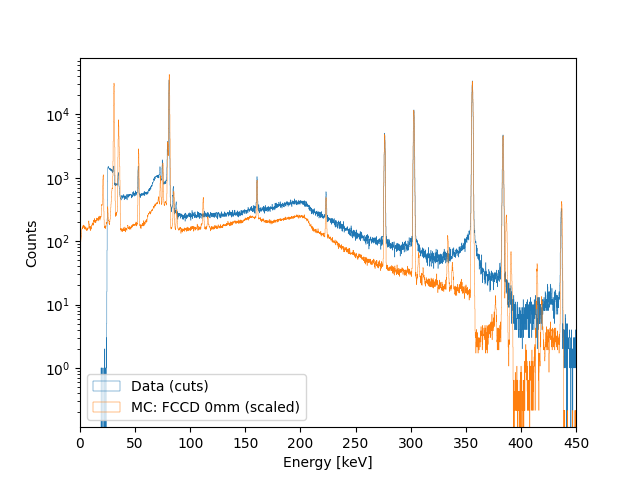 10⁴
10³
10²
10¹
10⁰
Counts
Data (cuts)
MC: FCCD 0mm (scaled)
0 50 100 150 200 250 300 350 400 450
Energy [keV]